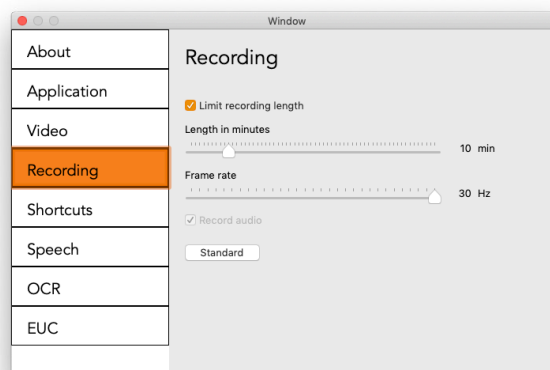 Window
About
Application
Video
Recording
Shortcuts
Speech
OCR
EUC
Recording
Limit recording length
Length in minutes
10 min
Frame rate
30 Hz
Record audio
Standard